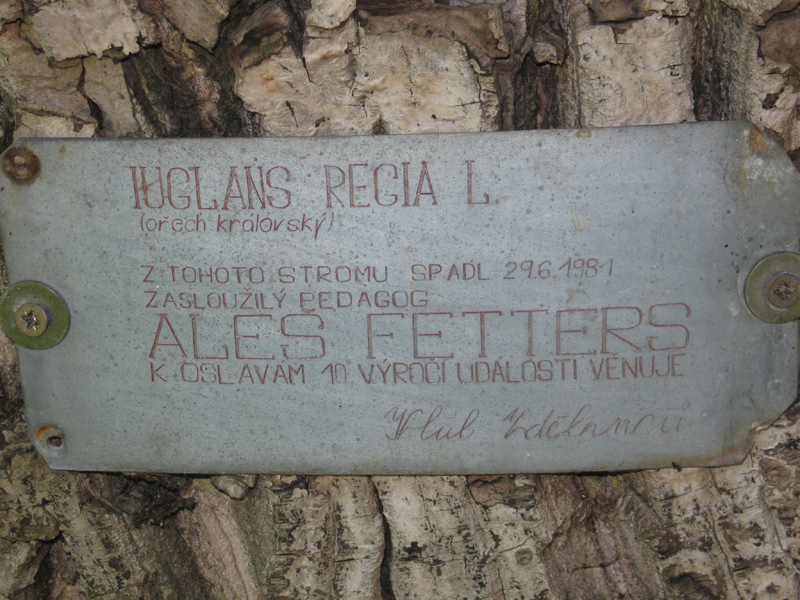 IUGLANS REGIA L.
(ořech královský)
Z TOHOTO STROMU SPADL 29.6.1981
ZASLOUŽILÝ PEDAGOG
ALEŠ FETTERS
K OSLAVÁM 10 VÝROČÍ UDÁLOSTI VĚNUJE
Klub Vzdělanců